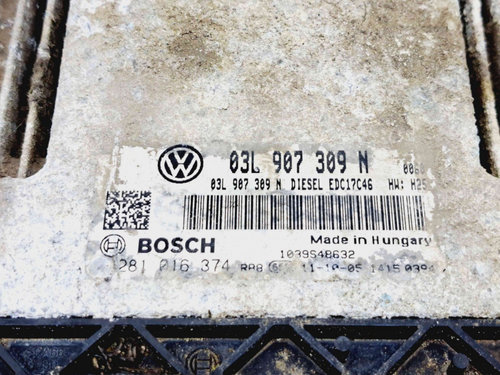 03L 907 309 N
03L 907 309 N DIESEL EDC17C46 HW: H25
BOSCH
Made in Hungary
1039S48632
281 016 374 11-10-05 1415 0394